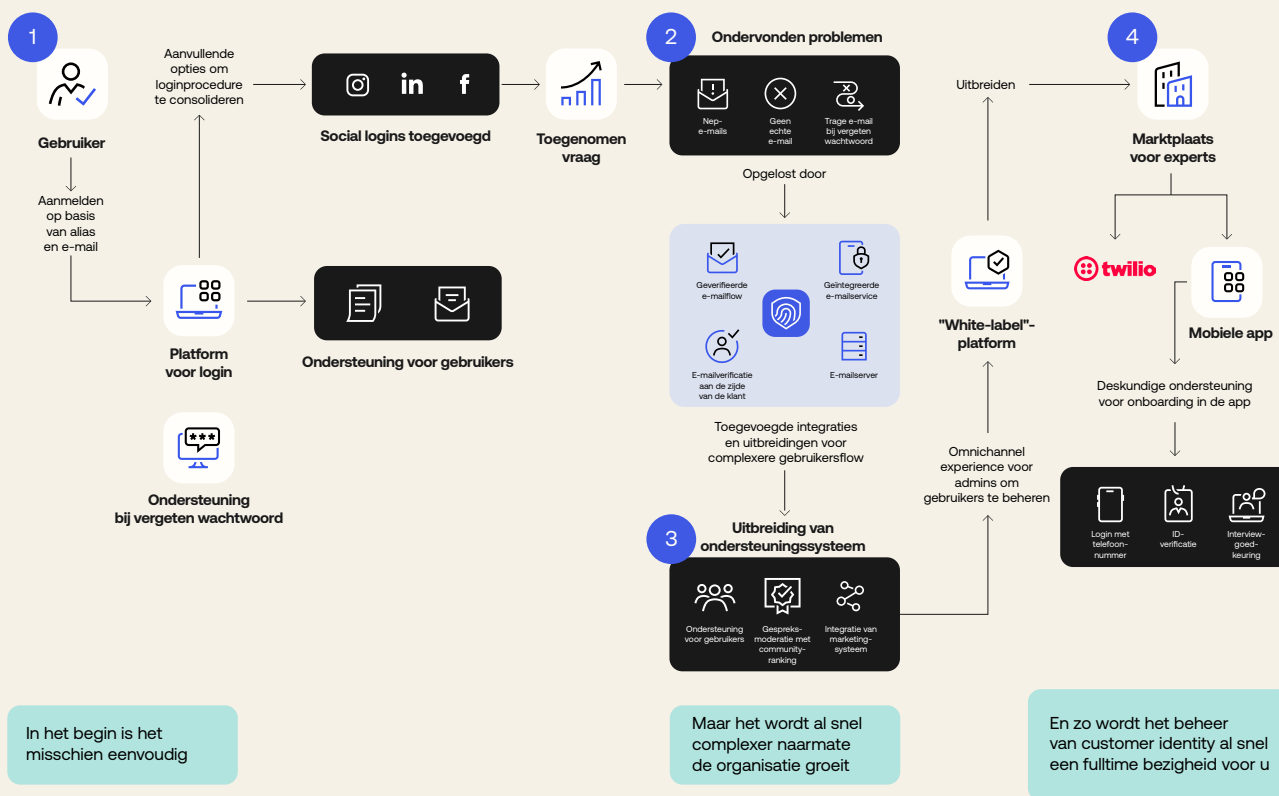 1
Gebruiker
Aanmelden
op basis
van alias
en e-mail
Aanvullende
opties om
loginprocedure
te consolideren
Platform
voor login
***
Ondersteuning
bij vergeten wachtwoord
in
f
Social logins toegevoegd
Ondersteuning voor gebruikers
Toegenomen
vraag
2
Ondervonden problemen
Nep-
e-mails
Geen
echte
e-mail
Trage e-mail
bij vergeten
wachtwoord
Opgelost door
Geverifieerde
e-mailflow
Geïntegreerde
e-mailservice
E-mailverificatie
aan de zijde
van de klant
E-mailserver
Toegevoegde integraties
en uitbreidingen voor
complexere gebruikersflow
3
Uitbreiding van
ondersteuningssysteem
Ondersteuning
voor gebruikers
Gespreks-
moderatie met
community-
ranking
Integratie van
marketing-
systeem
Omnichannel
experience voor
admins om
gebruikers te beheren
"White-label"-
platform
Uitbreiden
4
Marktplaats
voor experts
twilio
Mobiele app
Deskundige ondersteuning
voor onboarding in de app
Login met
telefoon-
nummer
ID-
verificatie
Interview-
goed-
keuring
In het begin is het
misschien eenvoudig
Maar het wordt al snel
complexer naarmate
de organisatie groeit
En zo wordt het beheer
van customer identity al snel
een fulltime bezigheid voor u